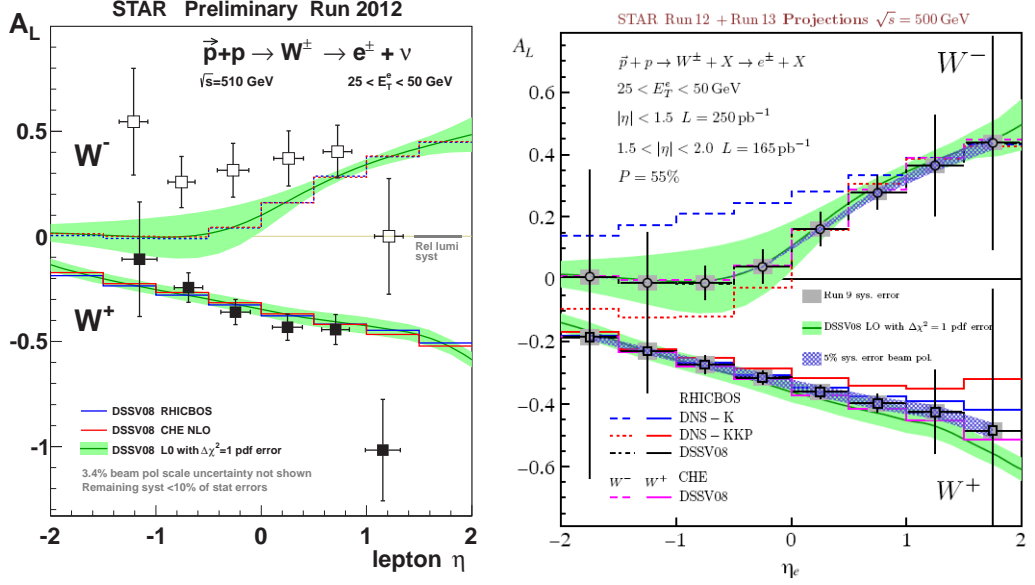 STAR Preliminary Run 2012
A_L
p⃗+p → W± → e± + ν
√s=510 GeV 25 < E_T^e < 50 GeV
0.5
W-
0
Rel lumi
syst
W+
-0.5
DSSV08 RHICBOS
DSSV08 CHE NLO
-1
DSSV08 L0 with Δχ²=1 pdf error
3.4% beam pol scale uncertainty not shown
Remaining syst <10% of stat errors
-2 -1 0 1 2
lepton η
STAR Run 12 + Run 13 Projections √s = 500 GeV
A_L
W−
p⃗ + p → W± + X → e± + X
0.6
25 < E_T^e < 50 GeV
|η| < 1.5 L = 250 pb−1
1.5 < |η| < 2.0 L = 165 pb−1
0.4
P = 55%
0.2
0
Run 9 sys. error
DSSV08 LO with Δχ² = 1 pdf error
−0.2
5% sys. error beam pol.
RHICBOS
−0.4
DNS − K
DNS − KKP
DSSV08
W− W+ CHE
−0.6
W+
DSSV08
−2 −1 0 1 2
η_e